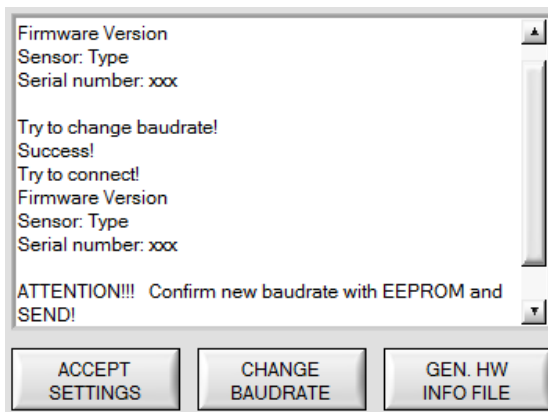 Firmware Version
Sensor: Type
Serial number: xxx
Try to change baudrate!
Success!
Try to connect!
Firmware Version
Sensor: Type
Serial number: xxx
ATTENTION!!! Confirm new baudrate with EEPROM and
SEND!
ACCEPT
SETTINGS
CHANGE
BAUDRATE
GEN. HW
INFO FILE